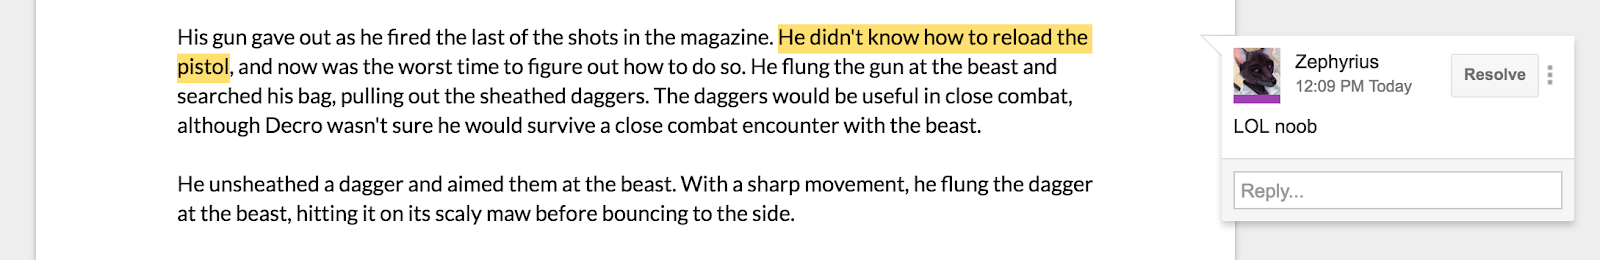 His gun gave out as he fired the last of the shots in the magazine. He didn't know how to reload the
pistol, and now was the worst time to figure out how to do so. He flung the gun at the beast and
searched his bag, pulling out the sheathed daggers. The daggers would be useful in close combat,
although Decro wasn't sure he would survive a close combat encounter with the beast.
He unsheathed a dagger and aimed them at the beast. With a sharp movement, he flung the dagger
at the beast, hitting it on its scaly maw before bouncing to the side.
Zephyrius
12:09 PM Today
Resolve
LOL noob
Reply...